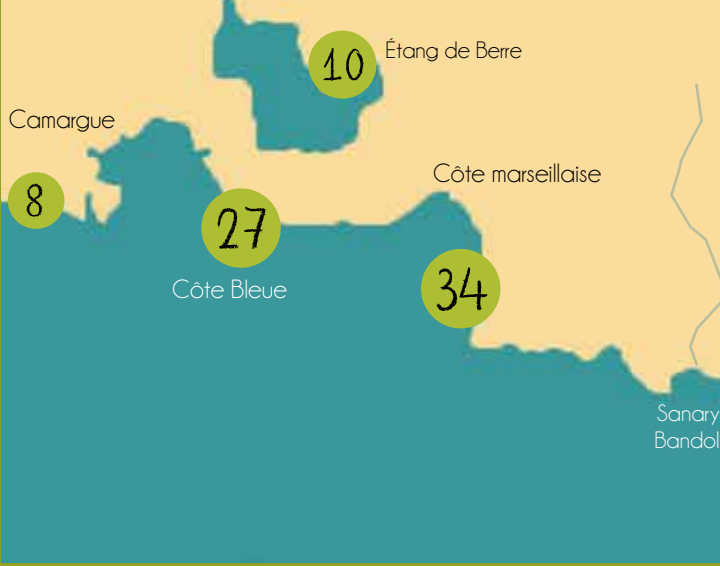 10
Étang de Berre
Camargue
Côte marseillaise
8
27
Côte Bleue
34
Sanary
Bandol